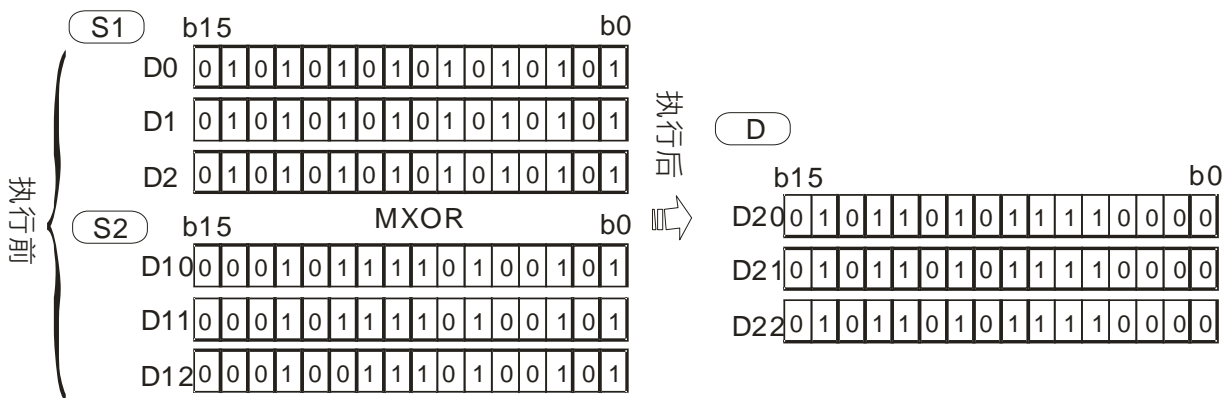 S1 b15 b0
D0 0 1 0 1 0 1 0 1 0 1 0 1 0 1 0 1
D1 0 1 0 1 0 1 0 1 0 1 0 1 0 1 0 1
D2 0 1 0 1 0 1 0 1 0 1 0 1 0 1 0 1
执行前
S2 b15 MXOR b0
D10 0 0 0 1 0 1 1 1 1 0 1 0 0 1 0 1
D11 0 0 0 1 0 1 1 1 1 0 1 0 0 1 0 1
D12 0 0 0 1 0 0 1 1 1 0 1 0 0 1 0 1
执行后
D
b15 b0
D20 0 1 0 1 1 0 1 0 1 1 1 1 0 0 0 0
D21 0 1 0 1 1 0 1 0 1 1 1 1 0 0 0 0
D22 0 1 0 1 1 0 1 0 1 1 1 1 0 0 0 0